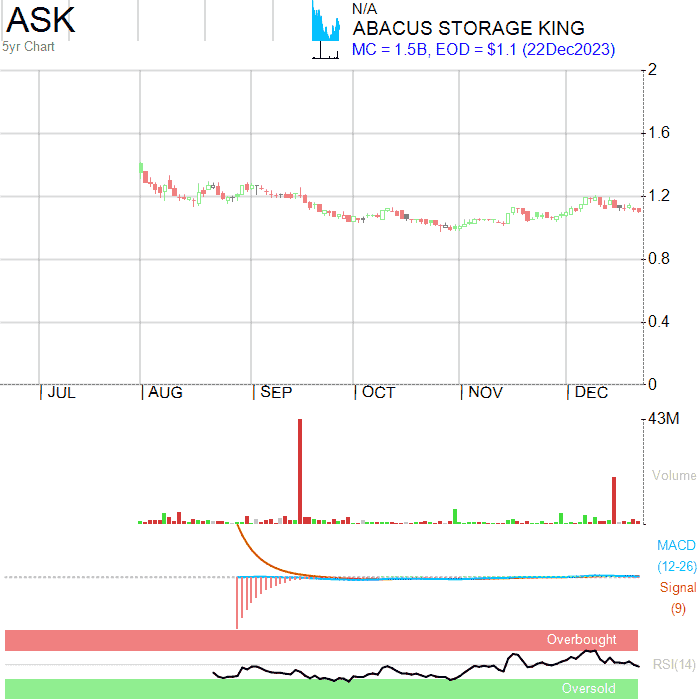 ASK
5yr Chart
N/A
ABACUS STORAGE KING
MC = 1.5B, EOD = $1.1 (22Dec2023)
2
1.6
1.2
0.8
0.4
0
JUL AUG SEP OCT NOV DEC
43M
Volume
MACD
(12-26)
Signal
(9)
Overbought
RSI(14)
Oversold